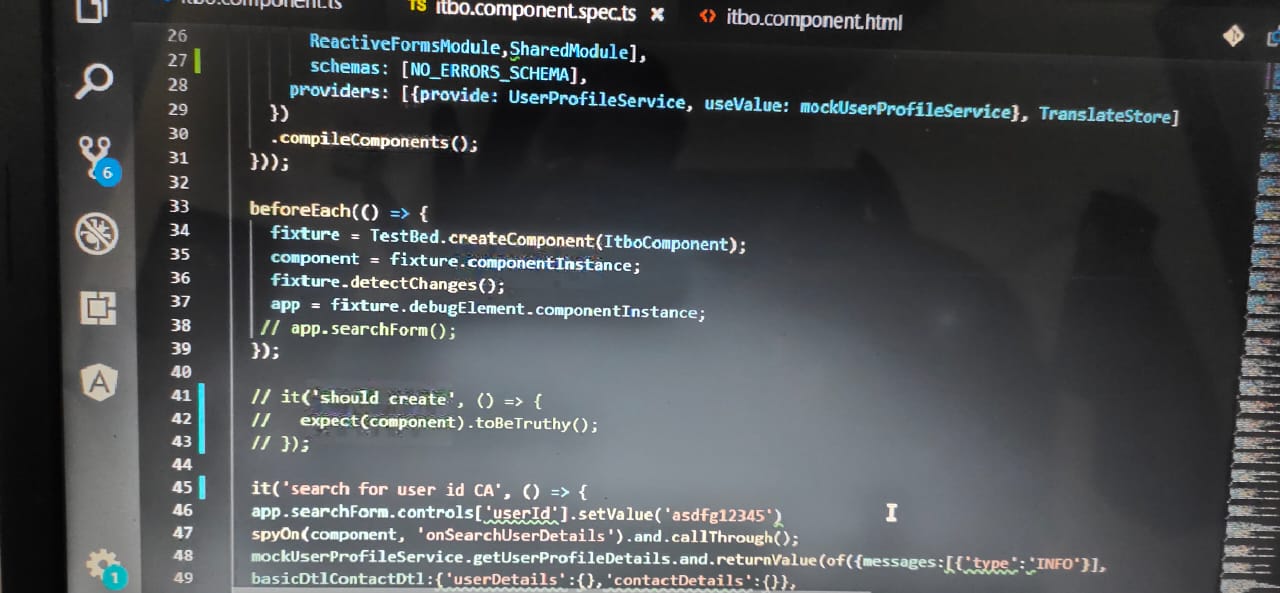 itbo.component.ts
TS itbo.component.spec.ts x <> itbo.component.html
26 ReactiveFormsModule,SharedModule],
27 schemas: [NO_ERRORS_SCHEMA],
28 providers: [{provide: UserProfileService, useValue: mockUserProfileService}, TranslateStore]
29 })
30 .compileComponents();
31 }));
32
33 beforeEach(() => {
34 fixture = TestBed.createComponent(ItboComponent);
35 component = fixture.componentInstance;
36 fixture.detectChanges();
37 app = fixture.debugElement.componentInstance;
38 // app.searchForm();
39 });
40
41 // it('should create', () => {
42 // expect(component).toBeTruthy();
43 // });
44
45 it('search for user id CA', () => {
46 app.searchForm.controls['userId'].setValue('asdfg12345')
47 spyOn(component, 'onSearchUserDetails').and.callThrough();
48 mockUserProfileService.getUserProfileDetails.and.returnValue(of({messages:[{'type':'INFO'}],
49 basicDtlContactDtl:{'userDetails':{},'contactDetails':{}},
6
A
1